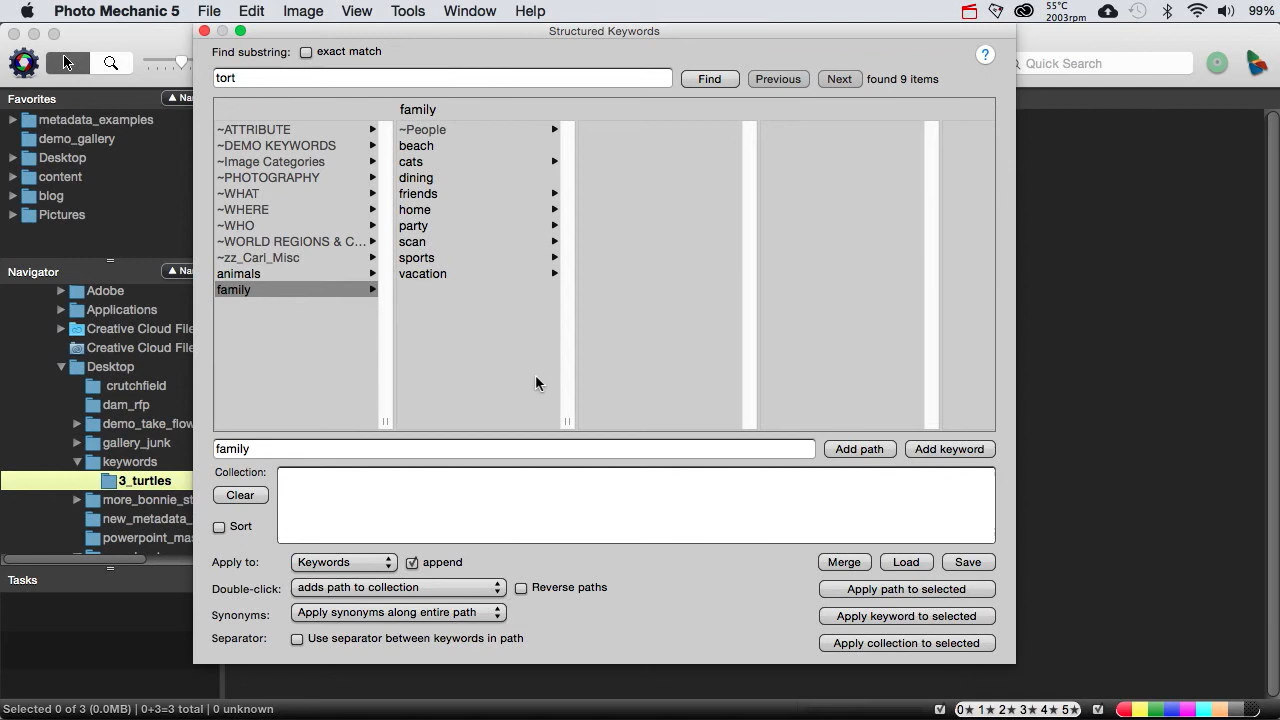 Photo Mechanic 5 File Edit Image View Tools Window Help 55°C 2003rpm 99%
Structured Keywords
Find substring: exact match
tort Find Previous Next found 9 items
Quick Search
Favorites
metadata_examples
demo_gallery
Desktop
content
blog
Pictures
family
~ATTRIBUTE
~DEMO KEYWORDS
~Image Categories
~PHOTOGRAPHY
~WHAT
~WHERE
~WHO
~WORLD REGIONS & C...
~zz_Carl_Misc
animals
family
~People
beach
cats
dining
friends
home
party
scan
sports
vacation
Navigator
Adobe
Applications
Creative Cloud File
Creative Cloud File
Desktop
crutchfield
dam_rfp
demo_take_flow
gallery_junk
keywords
3_turtles
more_bonnie_st
new_metadata_
powerpoint_mas
family Add path Add keyword
Collection:
Clear
Sort
Apply to: Keywords append Merge Load Save
Double-click: adds path to collection Reverse paths Apply path to selected
Synonyms: Apply synonyms along entire path Apply keyword to selected
Separator: Use separator between keywords in path Apply collection to selected
Tasks
Selected 0 of 3 (0.0MB) | 0+3=3 total | 0 unknown 0★ 1★ 2★ 3★ 4★ 5★